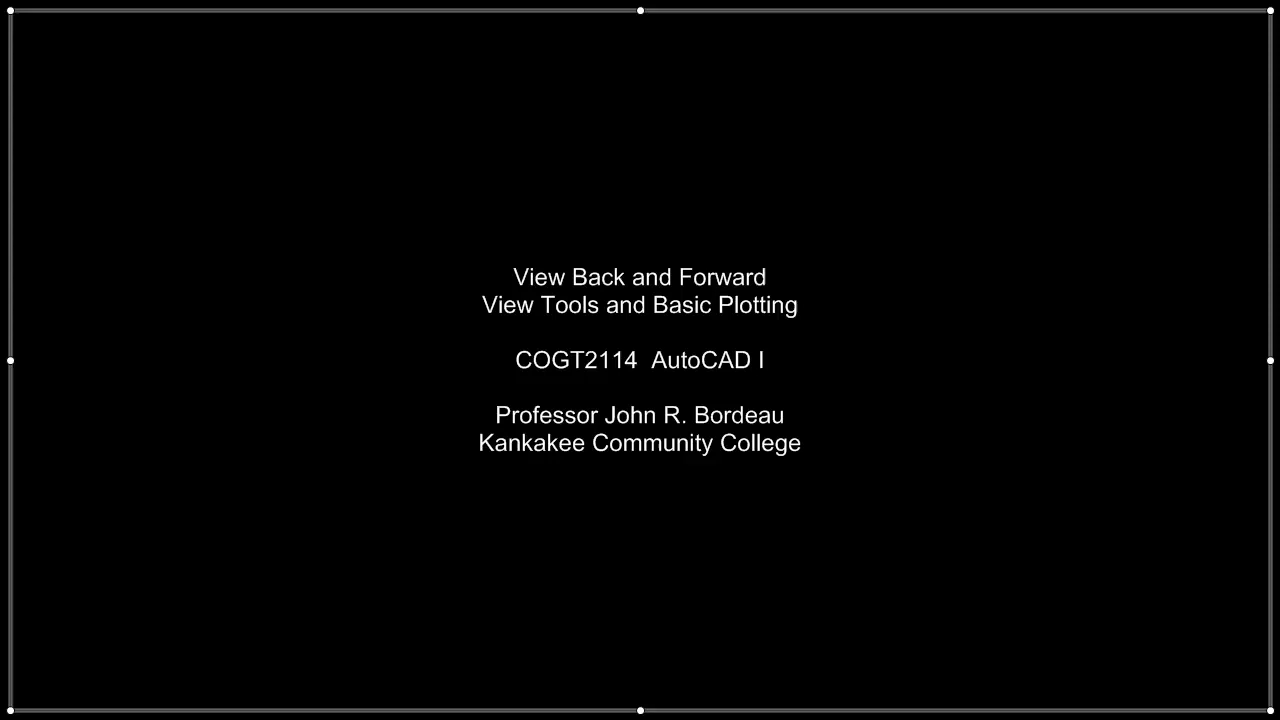 View Back and Forward
View Tools and Basic Plotting
COGT2114  AutoCAD I
Professor John R. Bordeau
Kankakee Community College